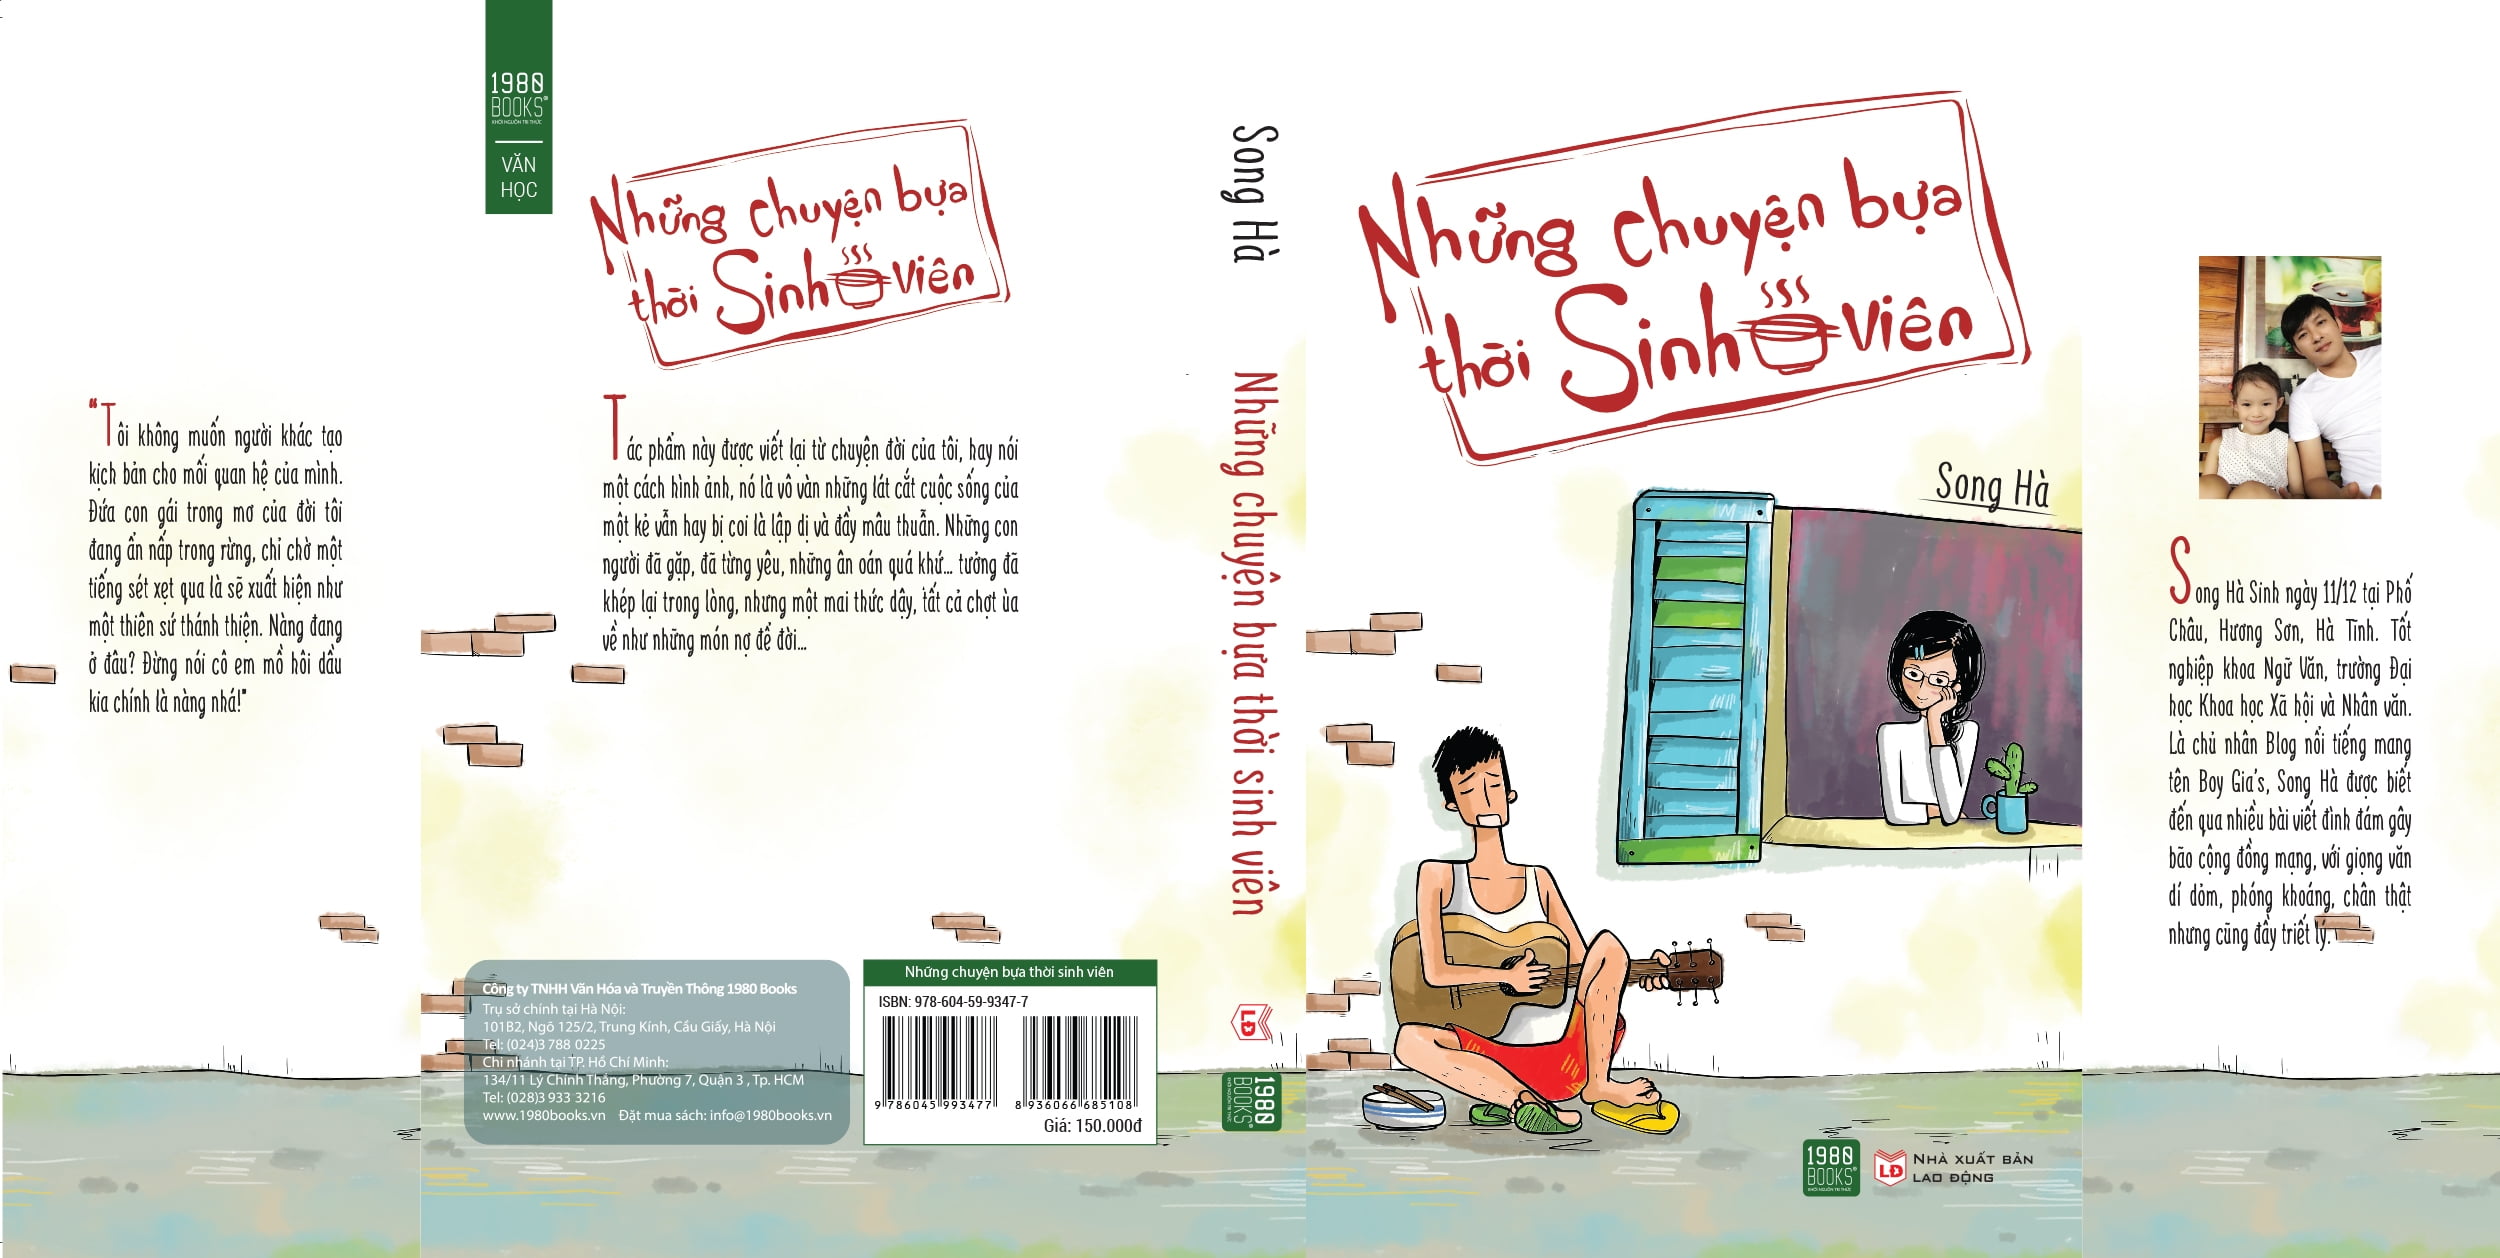 "Tôi không muốn người khác tạo
kịch bản cho mối quan hệ của mình.
Đứa con gái trong mơ của đời tôi
đang ẩn nấp trong rừng, chỉ chờ một
tiếng sét xẹt qua là sẽ xuất hiện như
một thiên sứ thánh thiện. Nàng đang
ở đâu? Đừng nói cô em mồ hôi dầu
kia chính là nàng nhá!"
1980
BOOKS
KHƠI NGUỒN TRI THỨC
VĂN
HỌC
Những chuyện bựa
thời Sinh viên
Tác phẩm này được viết lại từ chuyện đời của tôi, hay nói
một cách hình ảnh, nó là vô vàn những lát cắt cuộc sống của
một kẻ vẫn hay bị coi là lập dị và đầy mâu thuẫn. Những con
người đã gặp, đã từng yêu, những ân oán quá khứ... tưởng đã
khép lại trong lòng, nhưng một mai thức dậy, tất cả chợt ùa
về như những món nợ để đời...
Công ty TNHH Văn Hóa và Truyền Thông 1980 Books
Trụ sở chính tại Hà Nội:
101B2, Ngõ 125/2, Trung Kính, Cầu Giấy, Hà Nội
Tel: (024)3 788 0225
Chi nhánh tại TP. Hồ Chí Minh:
134/11 Lý Chính Thắng, Phường 7, Quận 3 , Tp. HCM
Tel: (028)3 933 3216
www.1980books.vn Đặt mua sách: info@1980books.vn
Những chuyện bựa thời sinh viên
ISBN: 978-604-59-9347-7
9 786045 993477
8 936066 685108
Giá: 150.000đ
Song Hà
Những chuyện bựa thời sinh viên
LĐ
1980
BOOKS
KHƠI NGUỒN TRI THỨC
Những chuyện bựa
thời Sinh viên
Song Hà
1980
BOOKS
KHƠI NGUỒN TRI THỨC
LĐ
NHÀ XUẤT BẢN
LAO ĐỘNG
Song Hà Sinh ngày 11/12 tại Phố
Châu, Hương Sơn, Hà Tĩnh. Tốt
nghiệp khoa Ngữ Văn, trường Đại
học Khoa học Xã hội và Nhân văn.
Là chủ nhân Blog nổi tiếng mang
tên Boy Gia's, Song Hà được biết
đến qua nhiều bài viết đình đám gây
bão cộng đồng mạng, với giọng văn
dí dỏm, phóng khoáng, chân thật
nhưng cũng đầy triết lý.